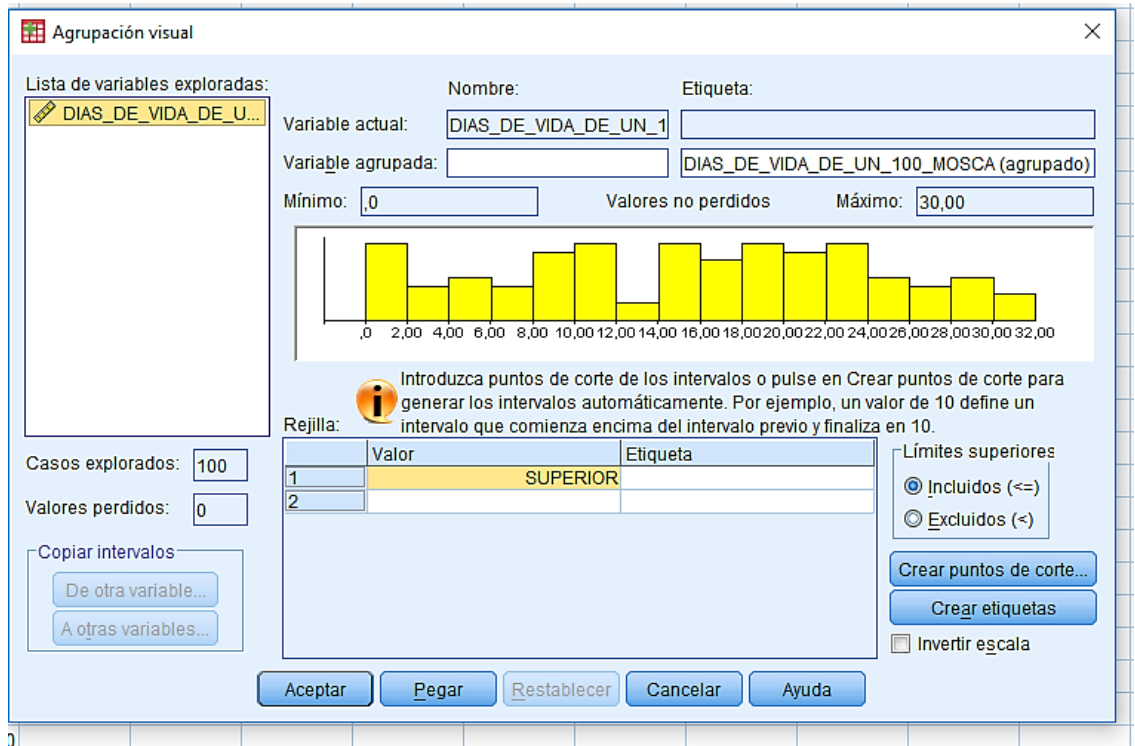 Agrupación visual
Lista de variables exploradas:
DIAS_DE_VIDA_DE_U...
Nombre:
Etiqueta:
Variable actual:
DIAS_DE_VIDA_DE_UN_1
Variable agrupada:
DIAS_DE_VIDA_DE_UN_100_MOSCA (agrupado)
Mínimo:
,0
Valores no perdidos
Máximo:
30,00
,0 2,00 4,00 6,00 8,00 10,00 12,00 14,00 16,00 18,00 20,00 22,00 24,00 26,00 28,00 30,00 32,00
Introduzca puntos de corte de los intervalos o pulse en Crear puntos de corte para
generar los intervalos automáticamente. Por ejemplo, un valor de 10 define un
intervalo que comienza encima del intervalo previo y finaliza en 10.
Rejilla:
Valor
Etiqueta
1
SUPERIOR
2
Casos explorados:
100
Valores perdidos:
0
Copiar intervalos
De otra variable...
A otras variables...
Límites superiores
Incluidos (<=)
Excluidos (<)
Crear puntos de corte...
Crear etiquetas
Invertir escala
Aceptar
Pegar
Restablecer
Cancelar
Ayuda